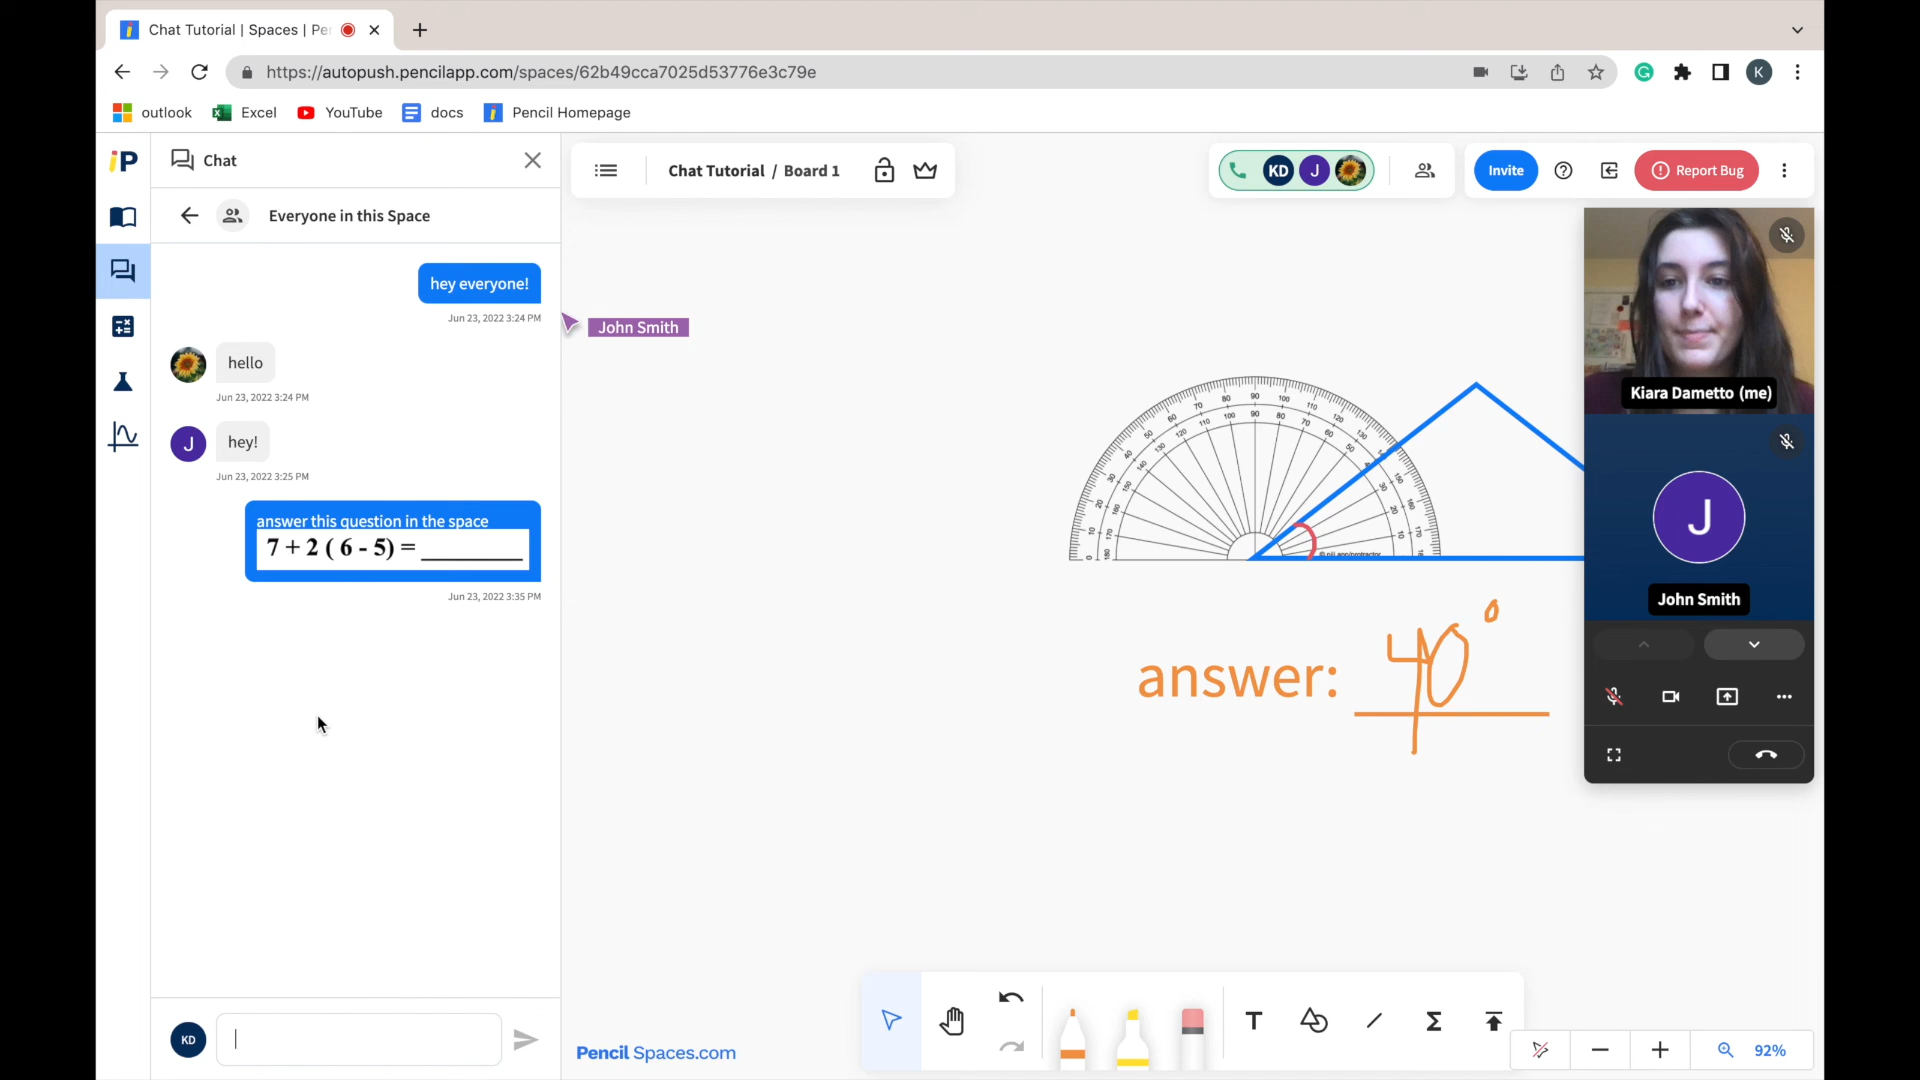 Chat Tutorial | Spaces | Pe
https://autopush.pencilapp.com/spaces/62b49cca7025d53776e3c79e
K
outlook
Excel
YouTube
docs
Pencil Homepage
Chat
Everyone in this Space
hey everyone!
Jun 23, 2022 3:24 PM
hello
Jun 23, 2022 3:24 PM
J
hey!
Jun 23, 2022 3:25 PM
answer this question in the space
7 + 2 ( 6 - 5) = ________
Jun 23, 2022 3:35 PM
KD
Chat Tutorial / Board 1
KD
J
Invite
Report Bug
John Smith
Kiara Dametto (me)
J
John Smith
answer: 40°
Pencil Spaces.com
T
Σ
92%